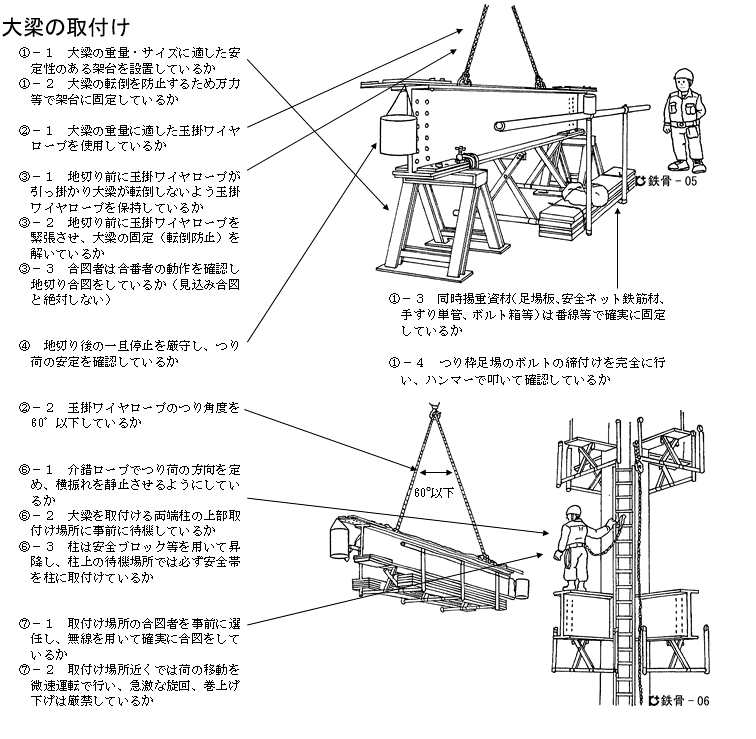 大梁の取付け
①－１　大梁の重量・サイズに適した安
定性のある架台を設置しているか
①－２　大梁の転倒を防止するため万力
等で架台に固定しているか
②－１　大梁の重量に適した玉掛ワイヤ
ロープを使用しているか
③－１　地切り前に玉掛ワイヤロープが
引っ掛かり大梁が転倒しないよう玉掛
ワイヤロープを保持しているか
③－２　地切り前に玉掛ワイヤロープを
緊張させ、大梁の固定（転倒防止）を
解いているか
③－３　合図者は合番者の動作を確認し
地切り合図をしているか（見込み合図
と絶対しない）
④　地切り後の一旦停止を厳守し、つり
荷の安定を確認しているか
鉄骨－05
①－３　同時揚重資材（足場板、安全ネット鉄筋材、
手すり単管、ボルト箱等）は番線等で確実に固定
しているか
①－４　つり枠足場のボルトの締付けを完全に行
い、ハンマーで叩いて確認しているか
②－２　玉掛ワイヤロープのつり角度を
60°以下しているか
60°以下
⑥－１　介錯ロープでつり荷の方向を定
め、横振れを静止させるようにしてい
るか
⑥－２　大梁を取付ける両端柱の上部取
付け場所に事前に待機しているか
⑥－３　柱は安全ブロック等を用いて昇
降し、柱上の待機場所では必ず安全帯
を柱に取付けているか
⑦－１　取付け場所の合図者を事前に選
任し、無線を用いて確実に合図をして
いるか
⑦－２　取付け場所近くでは荷の移動を
微速運転で行い、急激な旋回、巻上げ
下げは厳禁しているか
鉄骨－06